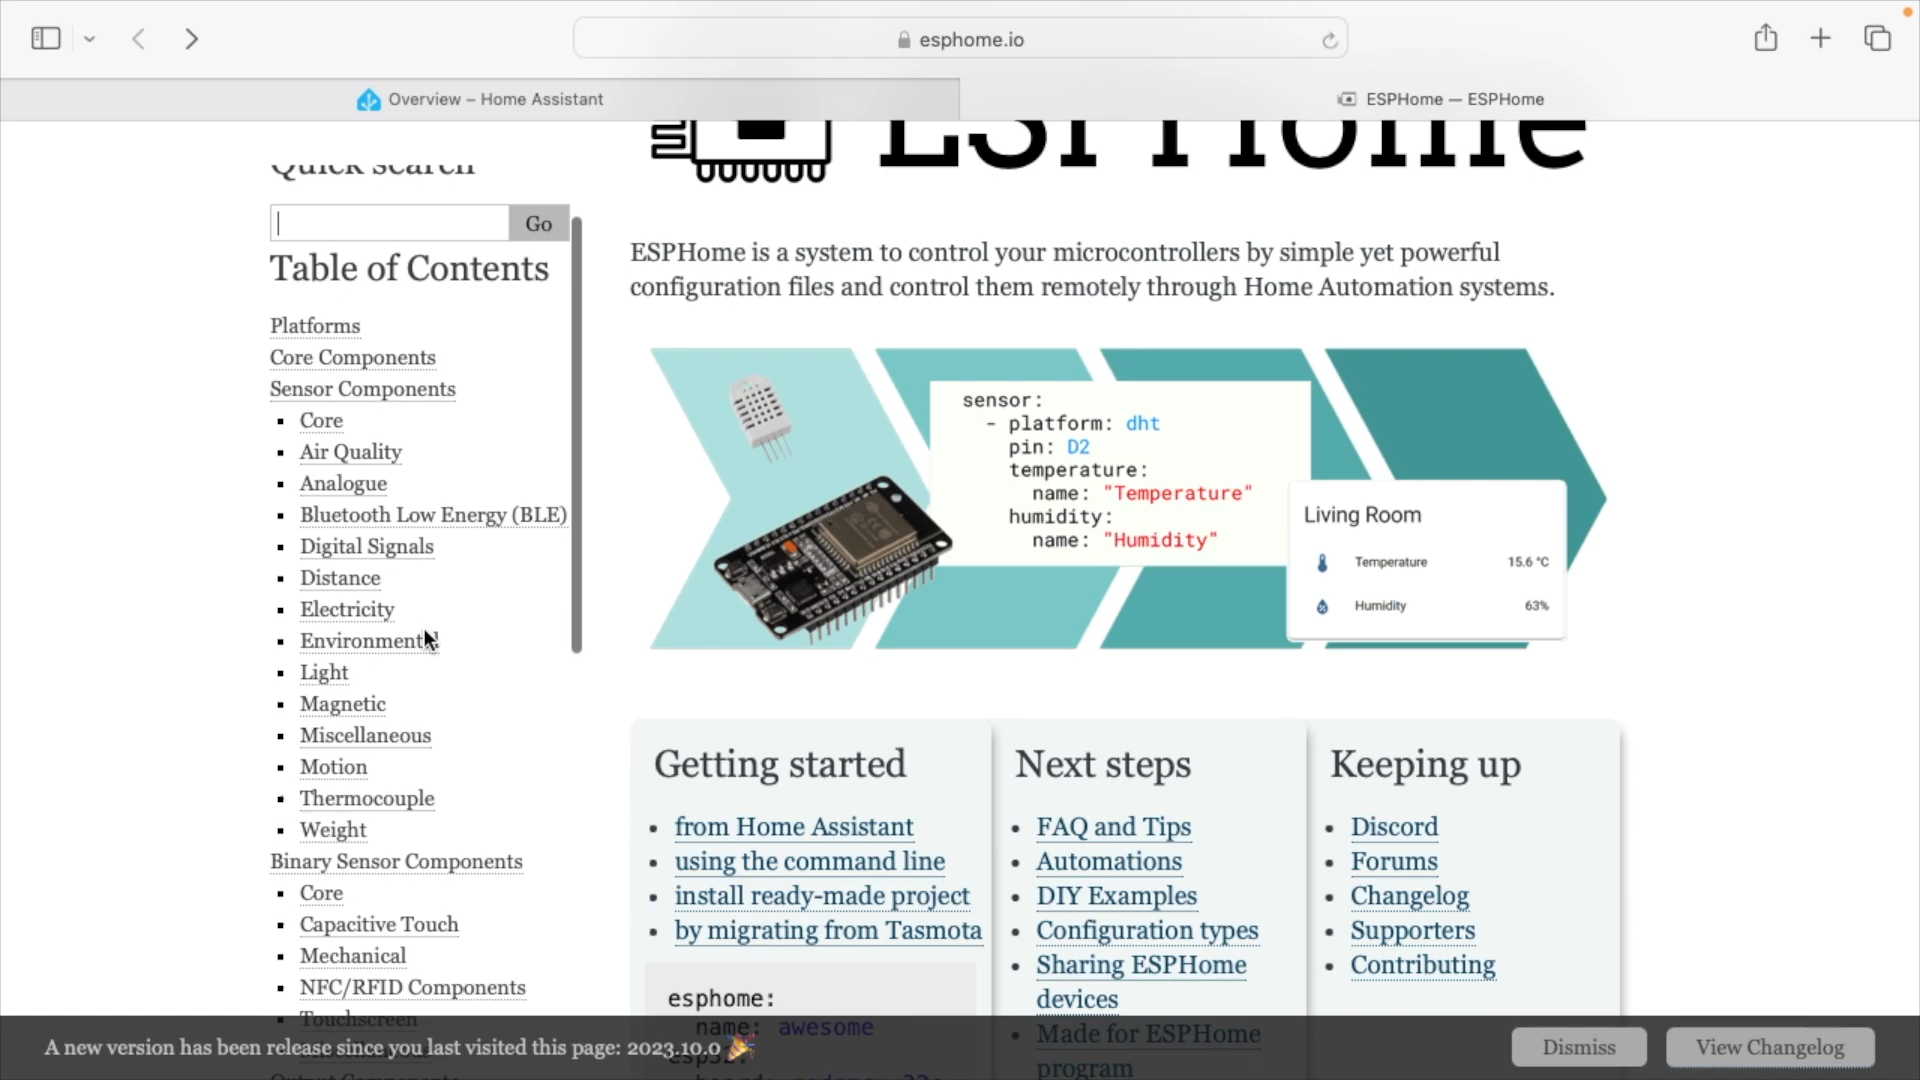 esphome.io
Overview – Home Assistant
ESPHome — ESPHome
Quick search
ESPHome
Go
Table of Contents
Platforms
Core Components
Sensor Components
Core
Air Quality
Analogue
Bluetooth Low Energy (BLE)
Digital Signals
Distance
Electricity
Environmental
Light
Magnetic
Miscellaneous
Motion
Thermocouple
Weight
Binary Sensor Components
Core
Capacitive Touch
Mechanical
NFC/RFID Components
Touchscreen
ESPHome is a system to control your microcontrollers by simple yet powerful
configuration files and control them remotely through Home Automation systems.
sensor:
- platform: dht
pin: D2
temperature:
name: "Temperature"
humidity:
name: "Humidity"
Living Room
Temperature 15.6 °C
Humidity 63%
Getting started
from Home Assistant
using the command line
install ready-made project
by migrating from Tasmota
esphome:
name: awesome
esp32:
Next steps
FAQ and Tips
Automations
DIY Examples
Configuration types
Sharing ESPHome
devices
Made for ESPHome
program
Keeping up
Discord
Forums
Changelog
Supporters
Contributing
A new version has been release since you last visited this page: 2023.10.0 🎉
Dismiss
View Changelog